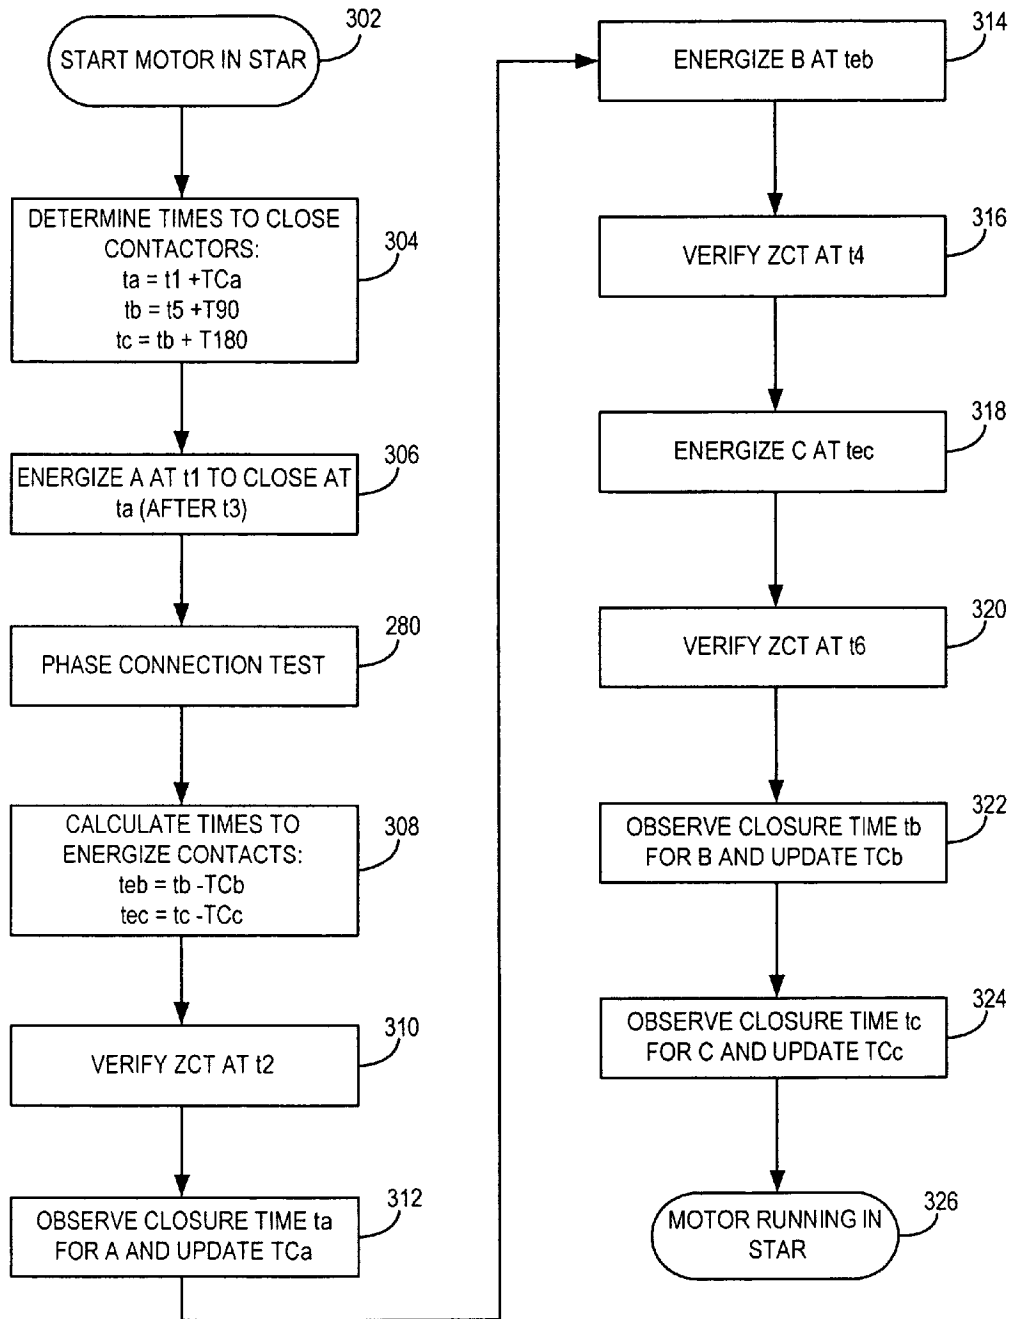 START MOTOR IN STAR
302
DETERMINE TIMES TO CLOSE
CONTACTORS:
ta = t1 +TCa
tb = t5 +T90
tc = tb + T180
304
ENERGIZE A AT t1 TO CLOSE AT
ta (AFTER t3)
306
PHASE CONNECTION TEST
280
CALCULATE TIMES TO
ENERGIZE CONTACTS:
teb = tb -TCb
tec = tc -TCc
308
VERIFY ZCT AT t2
310
OBSERVE CLOSURE TIME ta
FOR A AND UPDATE TCa
312
ENERGIZE B AT teb
314
VERIFY ZCT AT t4
316
ENERGIZE C AT tec
318
VERIFY ZCT AT t6
320
OBSERVE CLOSURE TIME tb
FOR B AND UPDATE TCb
322
OBSERVE CLOSURE TIME tc
FOR C AND UPDATE TCc
324
MOTOR RUNNING IN
STAR
326